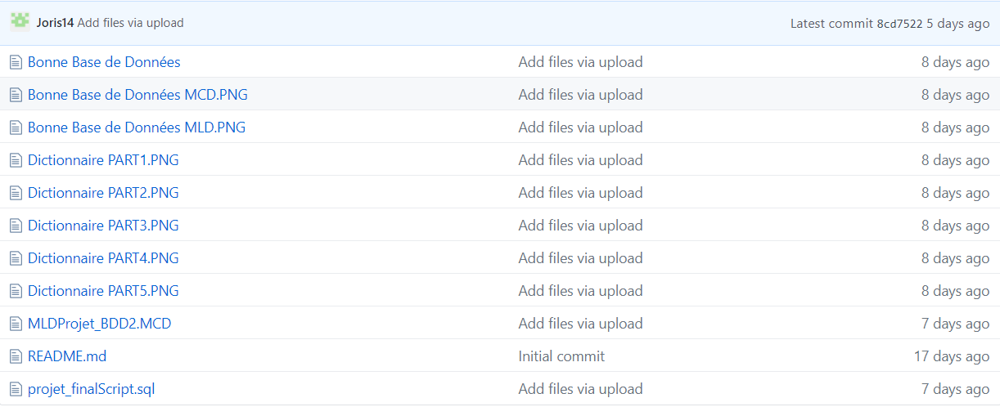 Joris14 Add files via upload Latest commit 8cd7522 5 days ago
Bonne Base de Données Add files via upload 8 days ago
Bonne Base de Données MCD.PNG Add files via upload 8 days ago
Bonne Base de Données MLD.PNG Add files via upload 8 days ago
Dictionnaire PART1.PNG Add files via upload 8 days ago
Dictionnaire PART2.PNG Add files via upload 8 days ago
Dictionnaire PART3.PNG Add files via upload 8 days ago
Dictionnaire PART4.PNG Add files via upload 8 days ago
Dictionnaire PART5.PNG Add files via upload 8 days ago
MLDProjet_BDD2.MCD Add files via upload 7 days ago
README.md Initial commit 17 days ago
projet_finalScript.sql Add files via upload 7 days ago